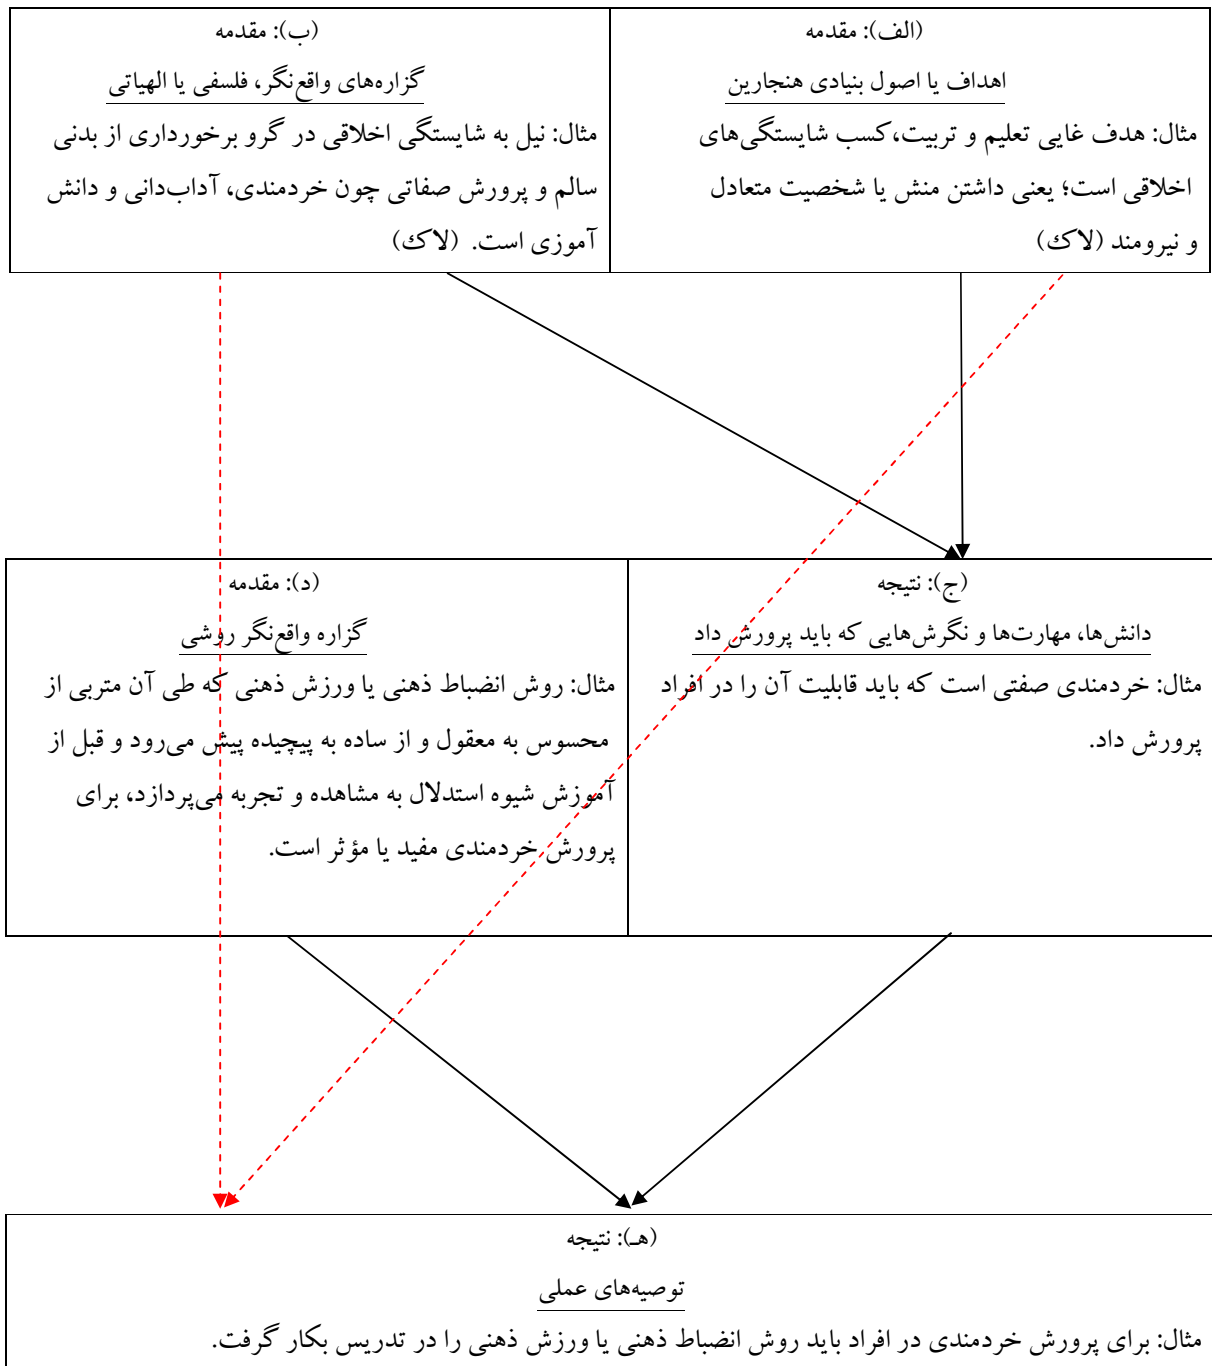 (الف): مقدمه
اهداف یا اصول بنیادی هنجارین
مثال: هدف غایی تعلیم و تربیت،کسب شایستگی‌های
اخلاقی است؛ یعنی داشتن منش یا شخصیت متعادل
و نیرومند (لاک)
(ب): مقدمه
گزاره‌های واقع‌نگر، فلسفی یا الهیاتی
مثال: نیل به شایستگی اخلاقی در گرو برخورداری از بدنی
سالم و پرورش صفاتی چون خردمندی، آداب‌دانی و دانش
آموزی است. (لاک)
(ج): نتیجه
دانش‌ها، مهارت‌ها و نگرش‌هایی که باید پرورش داد
مثال: خردمندی صفتی است که باید قابلیت آن را در افراد
پرورش داد.
(د): مقدمه
گزاره واقع‌نگر روشی
مثال: روش انضباط ذهنی یا ورزش ذهنی که طی آن متربی از
محسوس به معقول و از ساده به پیچیده پیش می‌رود و قبل از
آموزش شیوه استدلال به مشاهده و تجربه می‌پردازد، برای
پرورش خردمندی مفید یا مؤثر است.
(هـ): نتیجه
توصیه‌های عملی
مثال: برای پرورش خردمندی در افراد باید روش انضباط ذهنی یا ورزش ذهنی را در تدریس بکار گرفت.